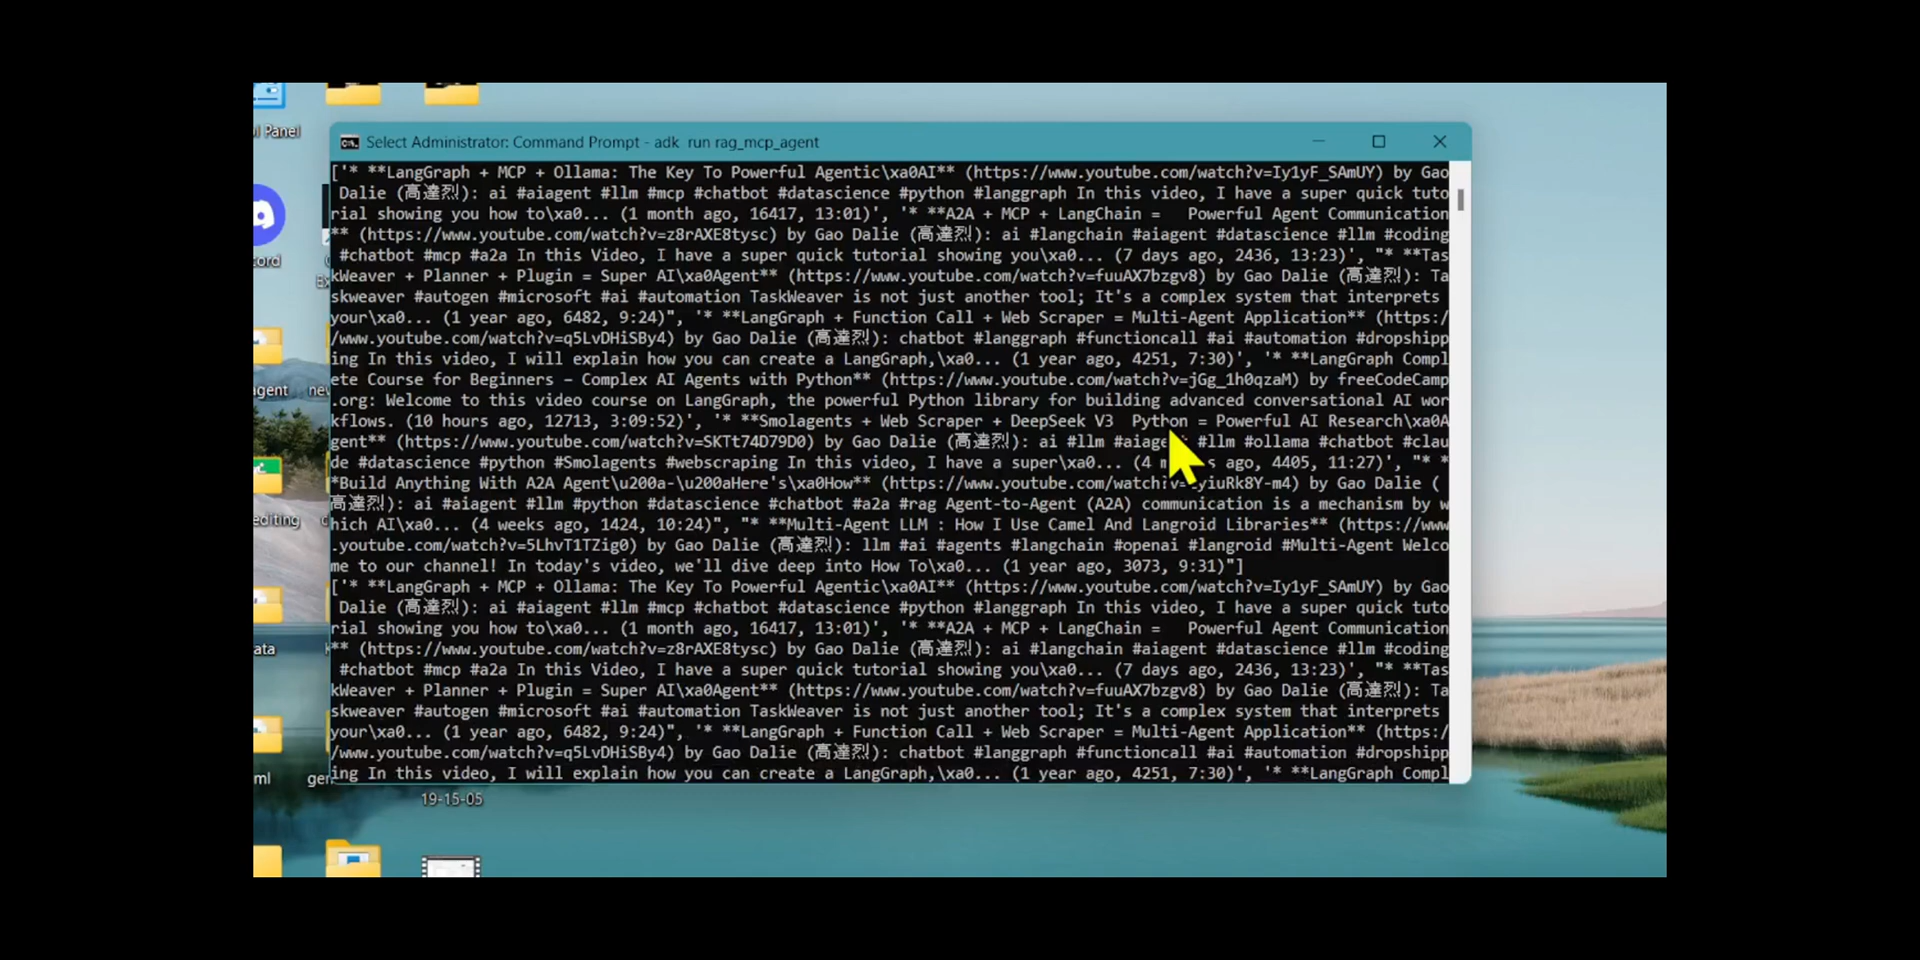 ol Panel
cord
agent
nev
editing
ata
ml
ger
19-15-05
Select Administrator: Command Prompt - adk  run rag_mcp_agent
['* **LangGraph + MCP + Ollama: The Key To Powerful Agentic\xa0AI** (https://www.youtube.com/watch?v=Iy1yF_SAmUY) by Gao
 Dalie (高達烈): ai #aiagent #llm #mcp #chatbot #datascience #python #langgraph In this video, I have a super quick tuto
rial showing you how to\xa0... (1 month ago, 16417, 13:01)', '* **A2A + MCP + LangChain =   Powerful Agent Communication
** (https://www.youtube.com/watch?v=z8rAXE8tysc) by Gao Dalie (高達烈): ai #langchain #aiagent #datascience #llm #coding
 #chatbot #mcp #a2a In this Video, I have a super quick tutorial showing you\xa0... (7 days ago, 2436, 13:23)', "* **Tas
kWeaver + Planner + Plugin = Super AI\xa0Agent** (https://www.youtube.com/watch?v=fuuAX7bzgv8) by Gao Dalie (高達烈): Ta
skweaver #autogen #microsoft #ai #automation TaskWeaver is not just another tool; It's a complex system that interprets
your\xa0... (1 year ago, 6482, 9:24)", '* **LangGraph + Function Call + Web Scraper = Multi-Agent Application** (https:/
/www.youtube.com/watch?v=q5LvDHiSBy4) by Gao Dalie (高達烈): chatbot #langgraph #functioncall #ai #automation #dropshipp
ing In this video, I will explain how you can create a LangGraph,\xa0... (1 year ago, 4251, 7:30)', '* **LangGraph Compl
ete Course for Beginners – Complex AI Agents with Python** (https://www.youtube.com/watch?v=jGg_1h0qzaM) by freeCodeCamp
.org: Welcome to this video course on LangGraph, the powerful Python library for building advanced conversational AI wor
kflows. (10 hours ago, 12713, 3:09:52)', '* **Smolagents + Web Scraper + DeepSeek V3  Python = Powerful AI Research\xa0A
gent** (https://www.youtube.com/watch?v=SKTt74D79D0) by Gao Dalie (高達烈): ai #llm #aiage #llm #ollama #chatbot #clau
de #datascience #python #Smolagents #webscraping In this video, I have a super\xa0... (4 m s ago, 4405, 11:27)', "* *
*Build Anything With A2A Agent\u200a-\u200aHere's\xa0How** (https://www.youtube.com/watch?v= yiuRk8Y-m4) by Gao Dalie (
高達烈): ai #aiagent #llm #python #datascience #chatbot #a2a #rag Agent-to-Agent (A2A) communication is a mechanism by w
hich AI\xa0... (4 weeks ago, 1424, 10:24)", "* **Multi-Agent LLM : How I Use Camel And Langroid Libraries** (https://www
.youtube.com/watch?v=5LhvT1TZig0) by Gao Dalie (高達烈): llm #ai #agents #langchain #openai #langroid #Multi-Agent Welco
me to our channel! In today's video, we'll dive deep into How To\xa0... (1 year ago, 3073, 9:31)"]
['* **LangGraph + MCP + Ollama: The Key To Powerful Agentic\xa0AI** (https://www.youtube.com/watch?v=Iy1yF_SAmUY) by Gao
 Dalie (高達烈): ai #aiagent #llm #mcp #chatbot #datascience #python #langgraph In this video, I have a super quick tuto
rial showing you how to\xa0... (1 month ago, 16417, 13:01)', '* **A2A + MCP + LangChain =   Powerful Agent Communication
** (https://www.youtube.com/watch?v=z8rAXE8tysc) by Gao Dalie (高達烈): ai #langchain #aiagent #datascience #llm #coding
 #chatbot #mcp #a2a In this Video, I have a super quick tutorial showing you\xa0... (7 days ago, 2436, 13:23)', "* **Tas
kWeaver + Planner + Plugin = Super AI\xa0Agent** (https://www.youtube.com/watch?v=fuuAX7bzgv8) by Gao Dalie (高達烈): Ta
skweaver #autogen #microsoft #ai #automation TaskWeaver is not just another tool; It's a complex system that interprets
your\xa0... (1 year ago, 6482, 9:24)", '* **LangGraph + Function Call + Web Scraper = Multi-Agent Application** (https:/
/www.youtube.com/watch?v=q5LvDHiSBy4) by Gao Dalie (高達烈): chatbot #langgraph #functioncall #ai #automation #dropshipp
ing In this video, I will explain how you can create a LangGraph,\xa0... (1 year ago, 4251, 7:30)', '* **LangGraph Compl